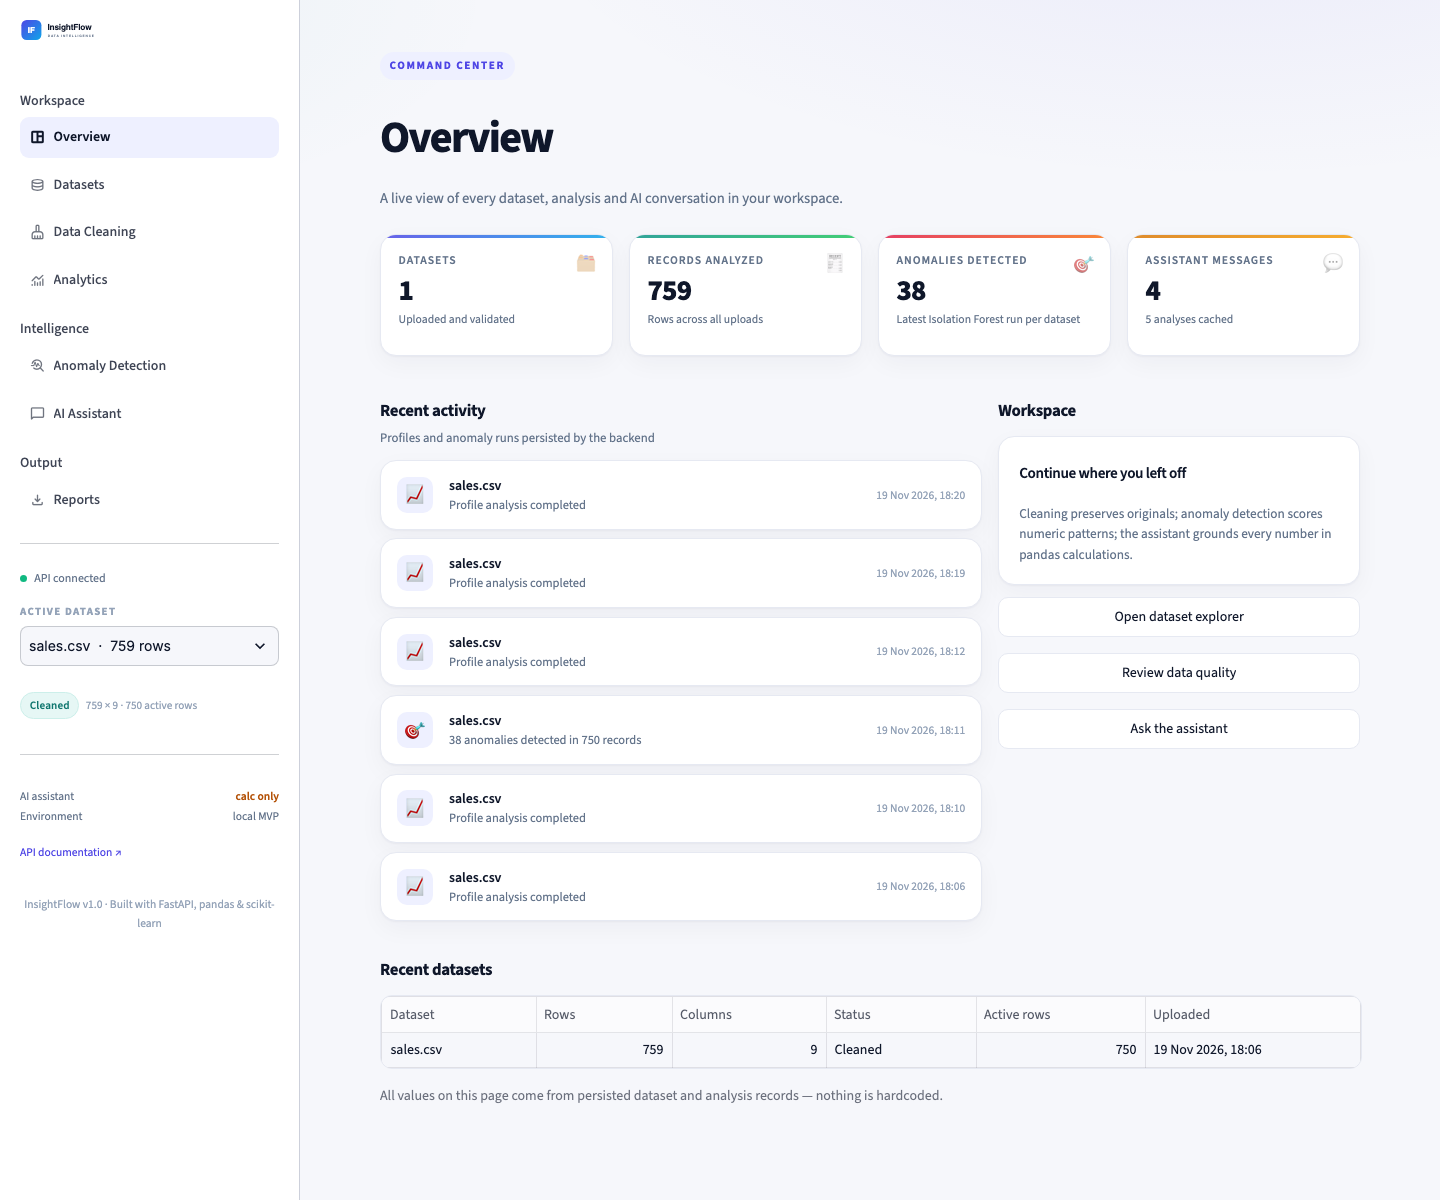 IF InsightFlow
DATA INTELLIGENCE
Workspace
Overview
Datasets
Data Cleaning
Analytics
Intelligence
Anomaly Detection
AI Assistant
Output
Reports
API connected
ACTIVE DATASET
sales.csv · 759 rows
Cleaned 759 × 9 · 750 active rows
AI assistant calc only
Environment local MVP
API documentation ↗
InsightFlow v1.0 · Built with FastAPI, pandas & scikit-
learn
COMMAND CENTER
Overview
A live view of every dataset, analysis and AI conversation in your workspace.
DATASETS
1
Uploaded and validated
RECORDS ANALYZED
759
Rows across all uploads
ANOMALIES DETECTED
38
Latest Isolation Forest run per dataset
ASSISTANT MESSAGES
4
5 analyses cached
Recent activity
Profiles and anomaly runs persisted by the backend
sales.csv
Profile analysis completed
19 Nov 2026, 18:20
sales.csv
Profile analysis completed
19 Nov 2026, 18:19
sales.csv
Profile analysis completed
19 Nov 2026, 18:12
sales.csv
38 anomalies detected in 750 records
19 Nov 2026, 18:11
sales.csv
Profile analysis completed
19 Nov 2026, 18:10
sales.csv
Profile analysis completed
19 Nov 2026, 18:06
Workspace
Continue where you left off
Cleaning preserves originals; anomaly detection scores
numeric patterns; the assistant grounds every number in
pandas calculations.
Open dataset explorer
Review data quality
Ask the assistant
Recent datasets
Dataset Rows Columns Status Active rows Uploaded
sales.csv 759 9 Cleaned 750 19 Nov 2026, 18:06
All values on this page come from persisted dataset and analysis records — nothing is hardcoded.